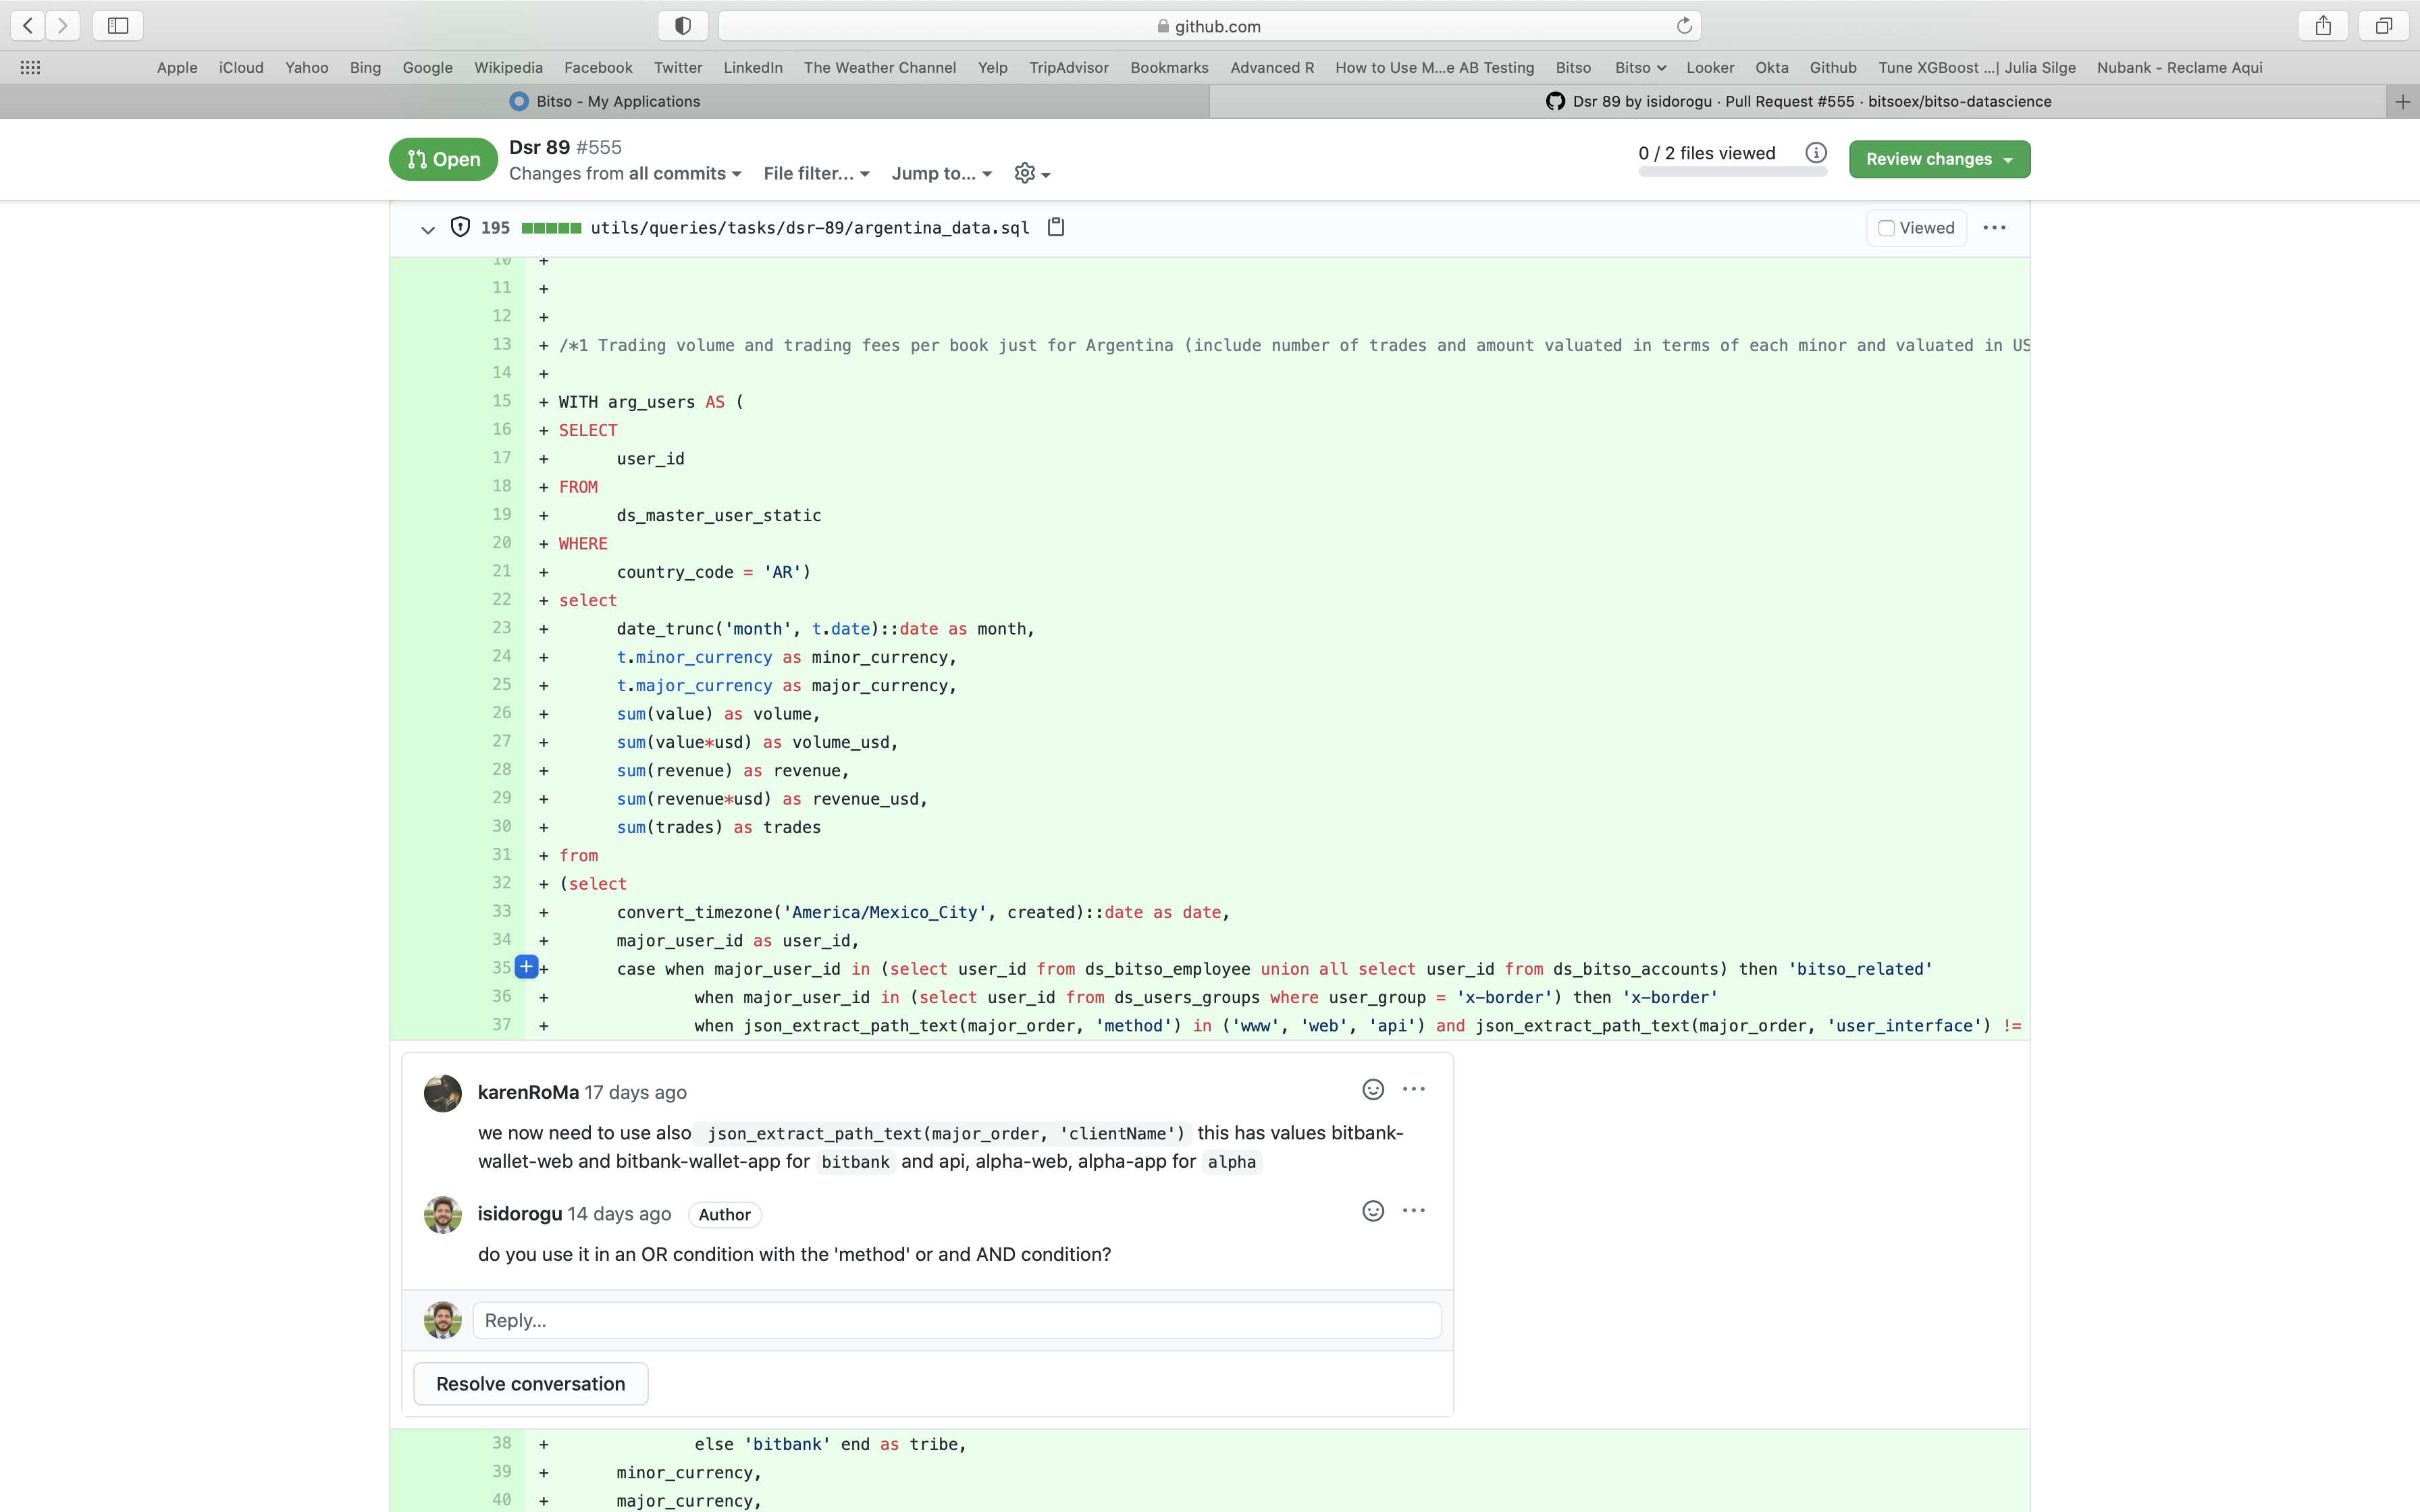 github.com
Apple iCloud Yahoo Bing Google Wikipedia Facebook Twitter LinkedIn The Weather Channel Yelp TripAdvisor Bookmarks Advanced R How to Use M...e AB Testing Bitso Bitso Looker Okta Github Tune XGBoost ...| Julia Silge Nubank - Reclame Aqui
Bitso - My Applications
Dsr 89 by isidorogu · Pull Request #555 · bitsoex/bitso-datascience
Open
Dsr 89 #555
Changes from all commits File filter... Jump to...
0 / 2 files viewed
Review changes
195 utils/queries/tasks/dsr-89/argentina_data.sql
Viewed
10 +
11 +
12 +
13 + /*1 Trading volume and trading fees per book just for Argentina (include number of trades and amount valuated in terms of each minor and valuated in US
14 +
15 + WITH arg_users AS (
16 + SELECT
17 + user_id
18 + FROM
19 + ds_master_user_static
20 + WHERE
21 + country_code = 'AR')
22 + select
23 + date_trunc('month', t.date)::date as month,
24 + t.minor_currency as minor_currency,
25 + t.major_currency as major_currency,
26 + sum(value) as volume,
27 + sum(value*usd) as volume_usd,
28 + sum(revenue) as revenue,
29 + sum(revenue*usd) as revenue_usd,
30 + sum(trades) as trades
31 + from
32 + (select
33 + convert_timezone('America/Mexico_City', created)::date as date,
34 + major_user_id as user_id,
35 + case when major_user_id in (select user_id from ds_bitso_employee union all select user_id from ds_bitso_accounts) then 'bitso_related'
36 + when major_user_id in (select user_id from ds_users_groups where user_group = 'x-border') then 'x-border'
37 + when json_extract_path_text(major_order, 'method') in ('www', 'web', 'api') and json_extract_path_text(major_order, 'user_interface') !=
karenRoMa 17 days ago
we now need to use also json_extract_path_text(major_order, 'clientName') this has values bitbank-
wallet-web and bitbank-wallet-app for bitbank and api, alpha-web, alpha-app for alpha
isidorogu 14 days ago Author
do you use it in an OR condition with the 'method' or and AND condition?
Reply...
Resolve conversation
38 + else 'bitbank' end as tribe,
39 + minor_currency,
40 + major_currency,